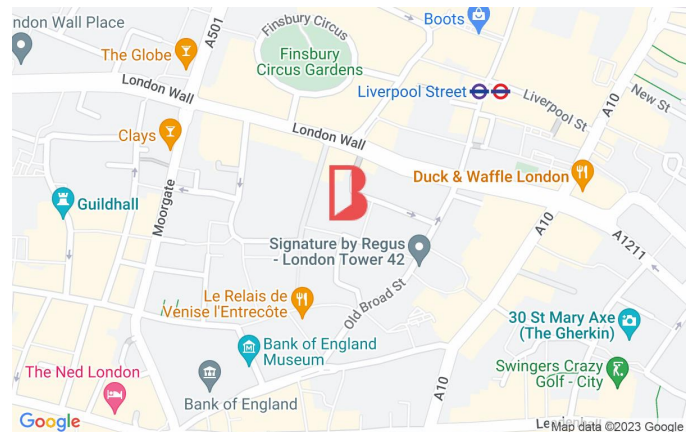 ndon Wall Place
The Globe
A501
Finsbury Circus
Finsbury
Circus Gardens
Boots
Liverpool Street
Liverpool St
A10
New St
London Wall
London Wall
Clays
Duck & Waffle London
Guildhall
Moorgate
B
A10
A1211
Signature by Regus
- London Tower 42
Old Broad St
Le Relais de
Venise l'Entrecôte
30 St Mary Axe
(The Gherkin)
Bank of England
Museum
Swingers Crazy
Golf - City
The Ned London
Bank of England
A10
Google
Map data ©2023 Google